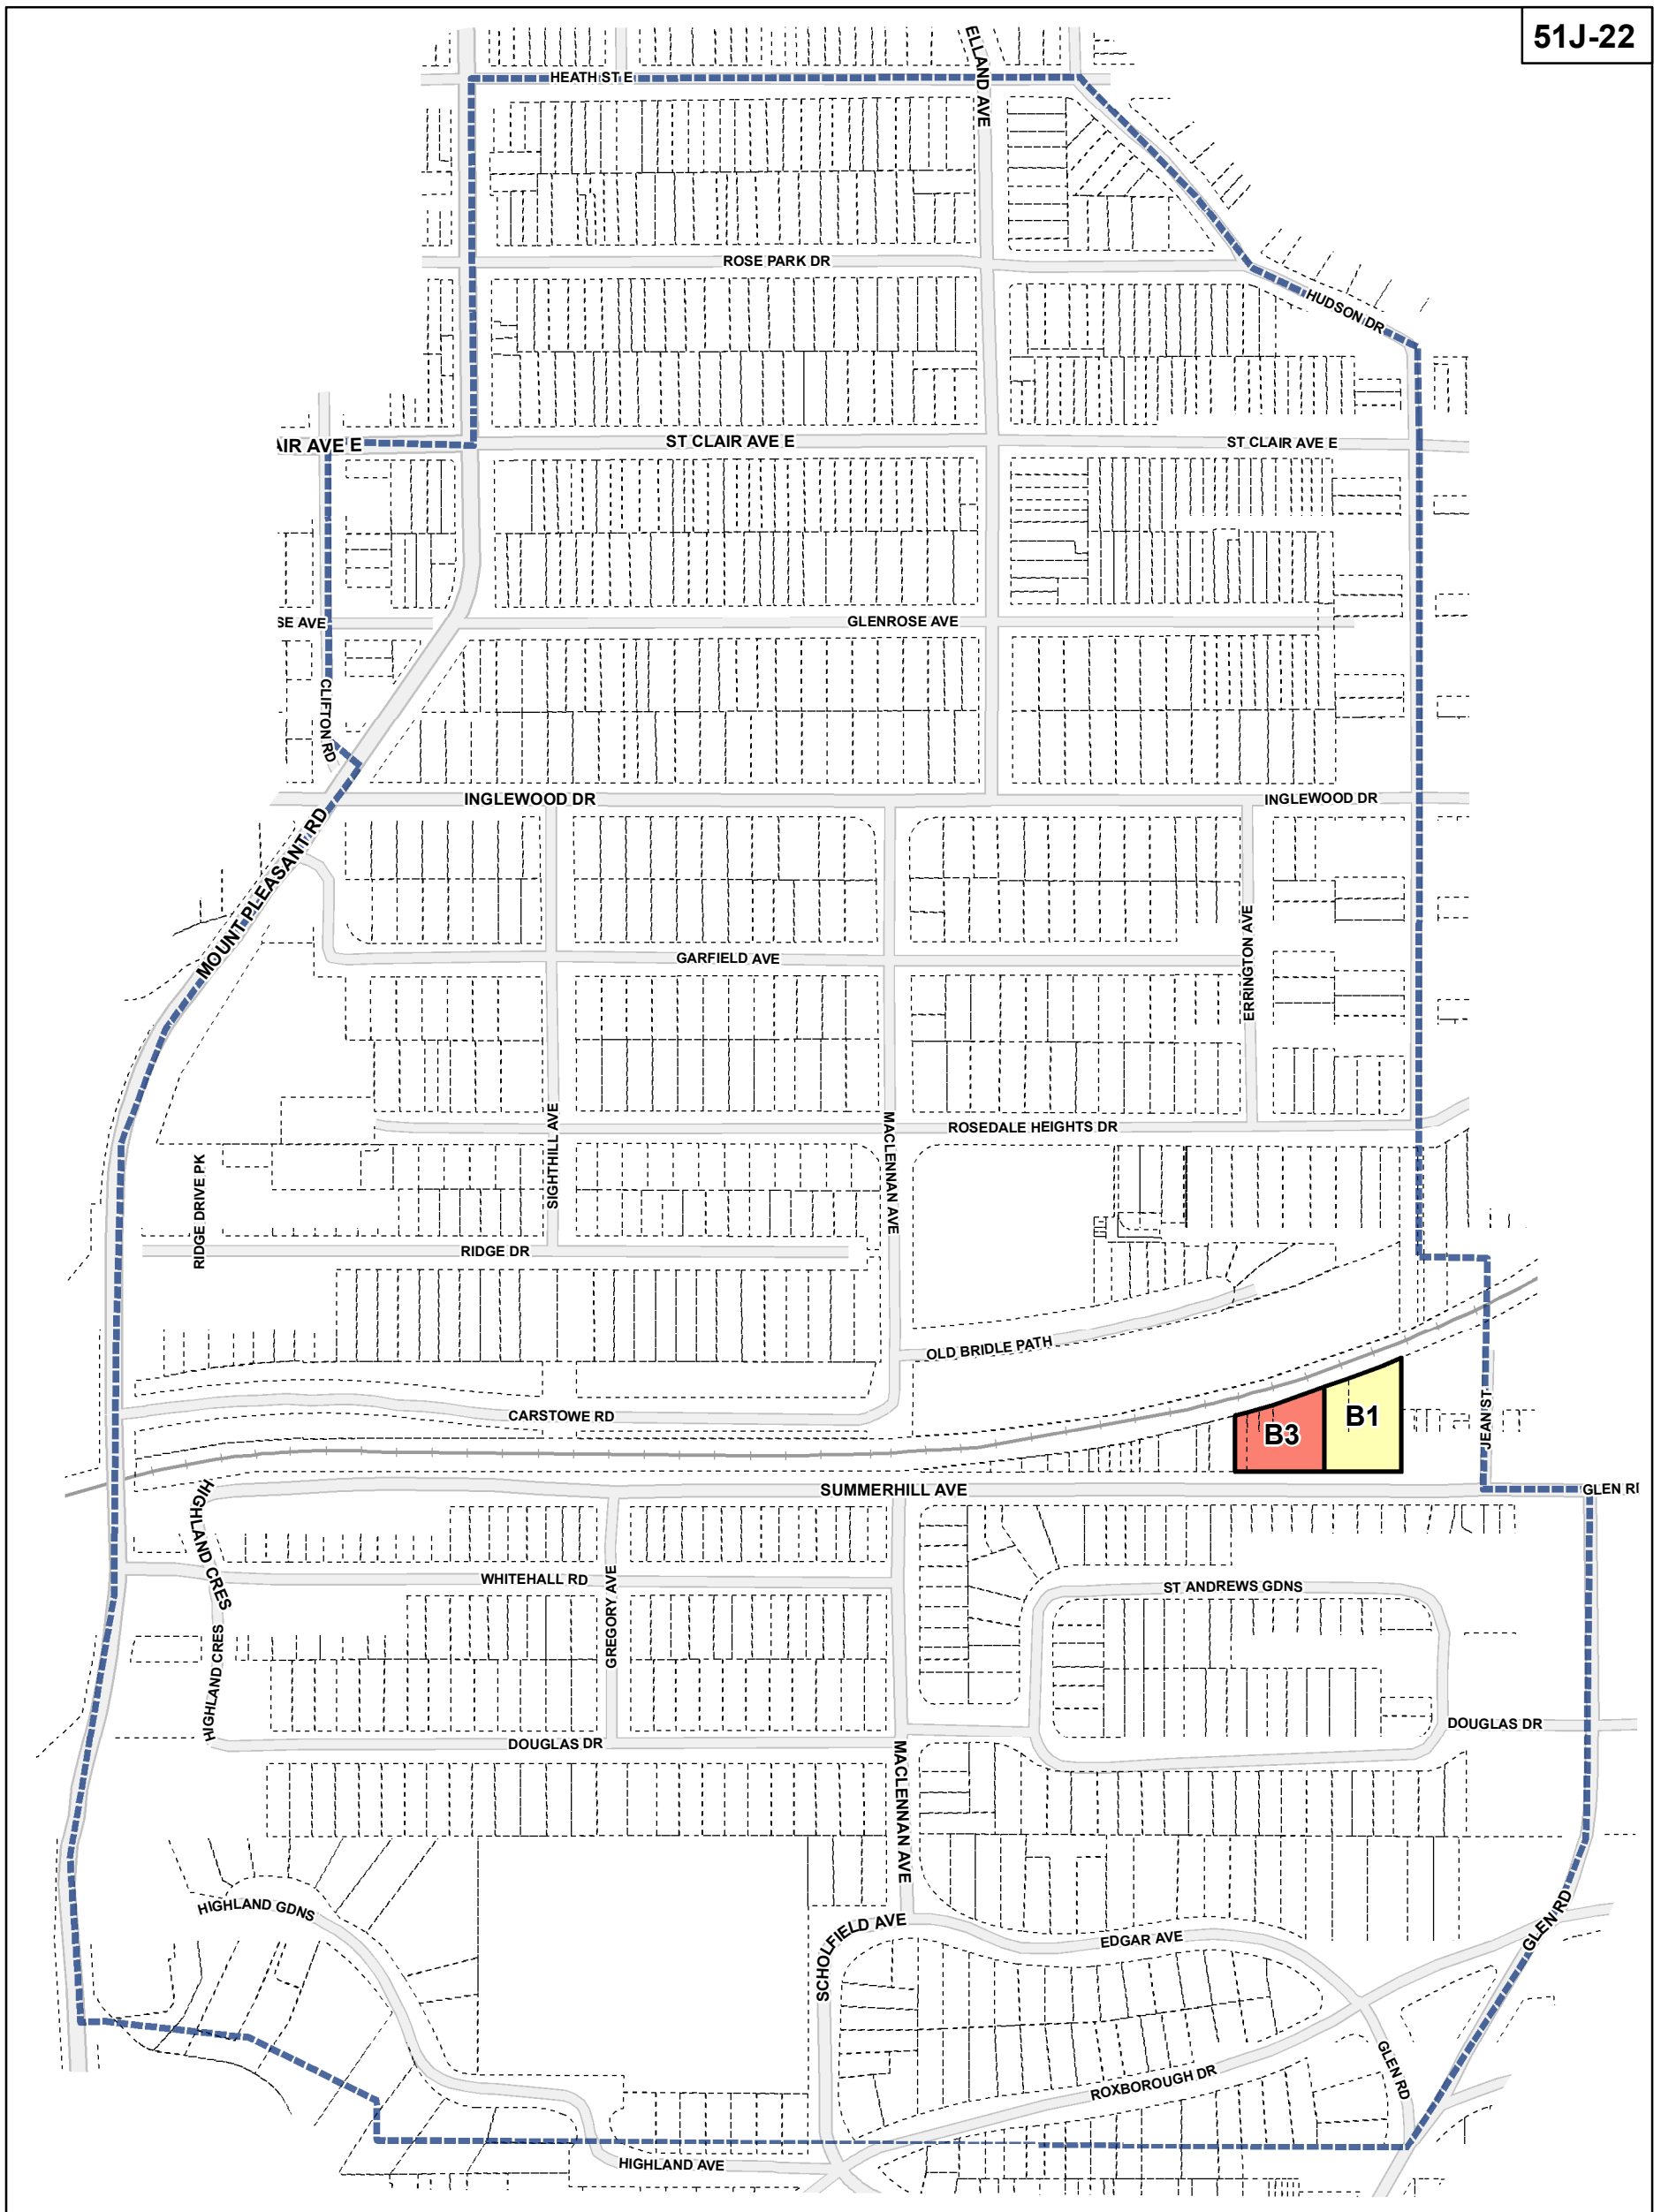 51J-22
HEATH ST E
ELLAND AVE
ROSE PARK DR
HUDSON DR
AIR AVE E
ST CLAIR AVE E
ST CLAIR AVE E
SE AVE
GLENROSE AVE
CLIFTON RD
INGLEWOOD DR
INGLEWOOD DR
MOUNT PLEASANT RD
GARFIELD AVE
ERRINGTON AVE
SIGHTHILL AVE
MACLENNAN AVE
ROSEDALE HEIGHTS DR
RIDGE DRIVE PK
RIDGE DR
OLD BRIDLE PATH
CARSTOWE RD
B3
B1
JEAN ST
SUMMERHILL AVE
GLEN RI
HIGHLAND CRES
WHITEHALL RD
GREGORY AVE
ST ANDREWS GDNS
HIGHLAND CRES
DOUGLAS DR
DOUGLAS DR
MACLENNAN AVE
HIGHLAND GDNS
SCHOLFIELD AVE
EDGAR AVE
GLEN RD
GLEN RD
ROXBOROUGH DR
HIGHLAND AVE